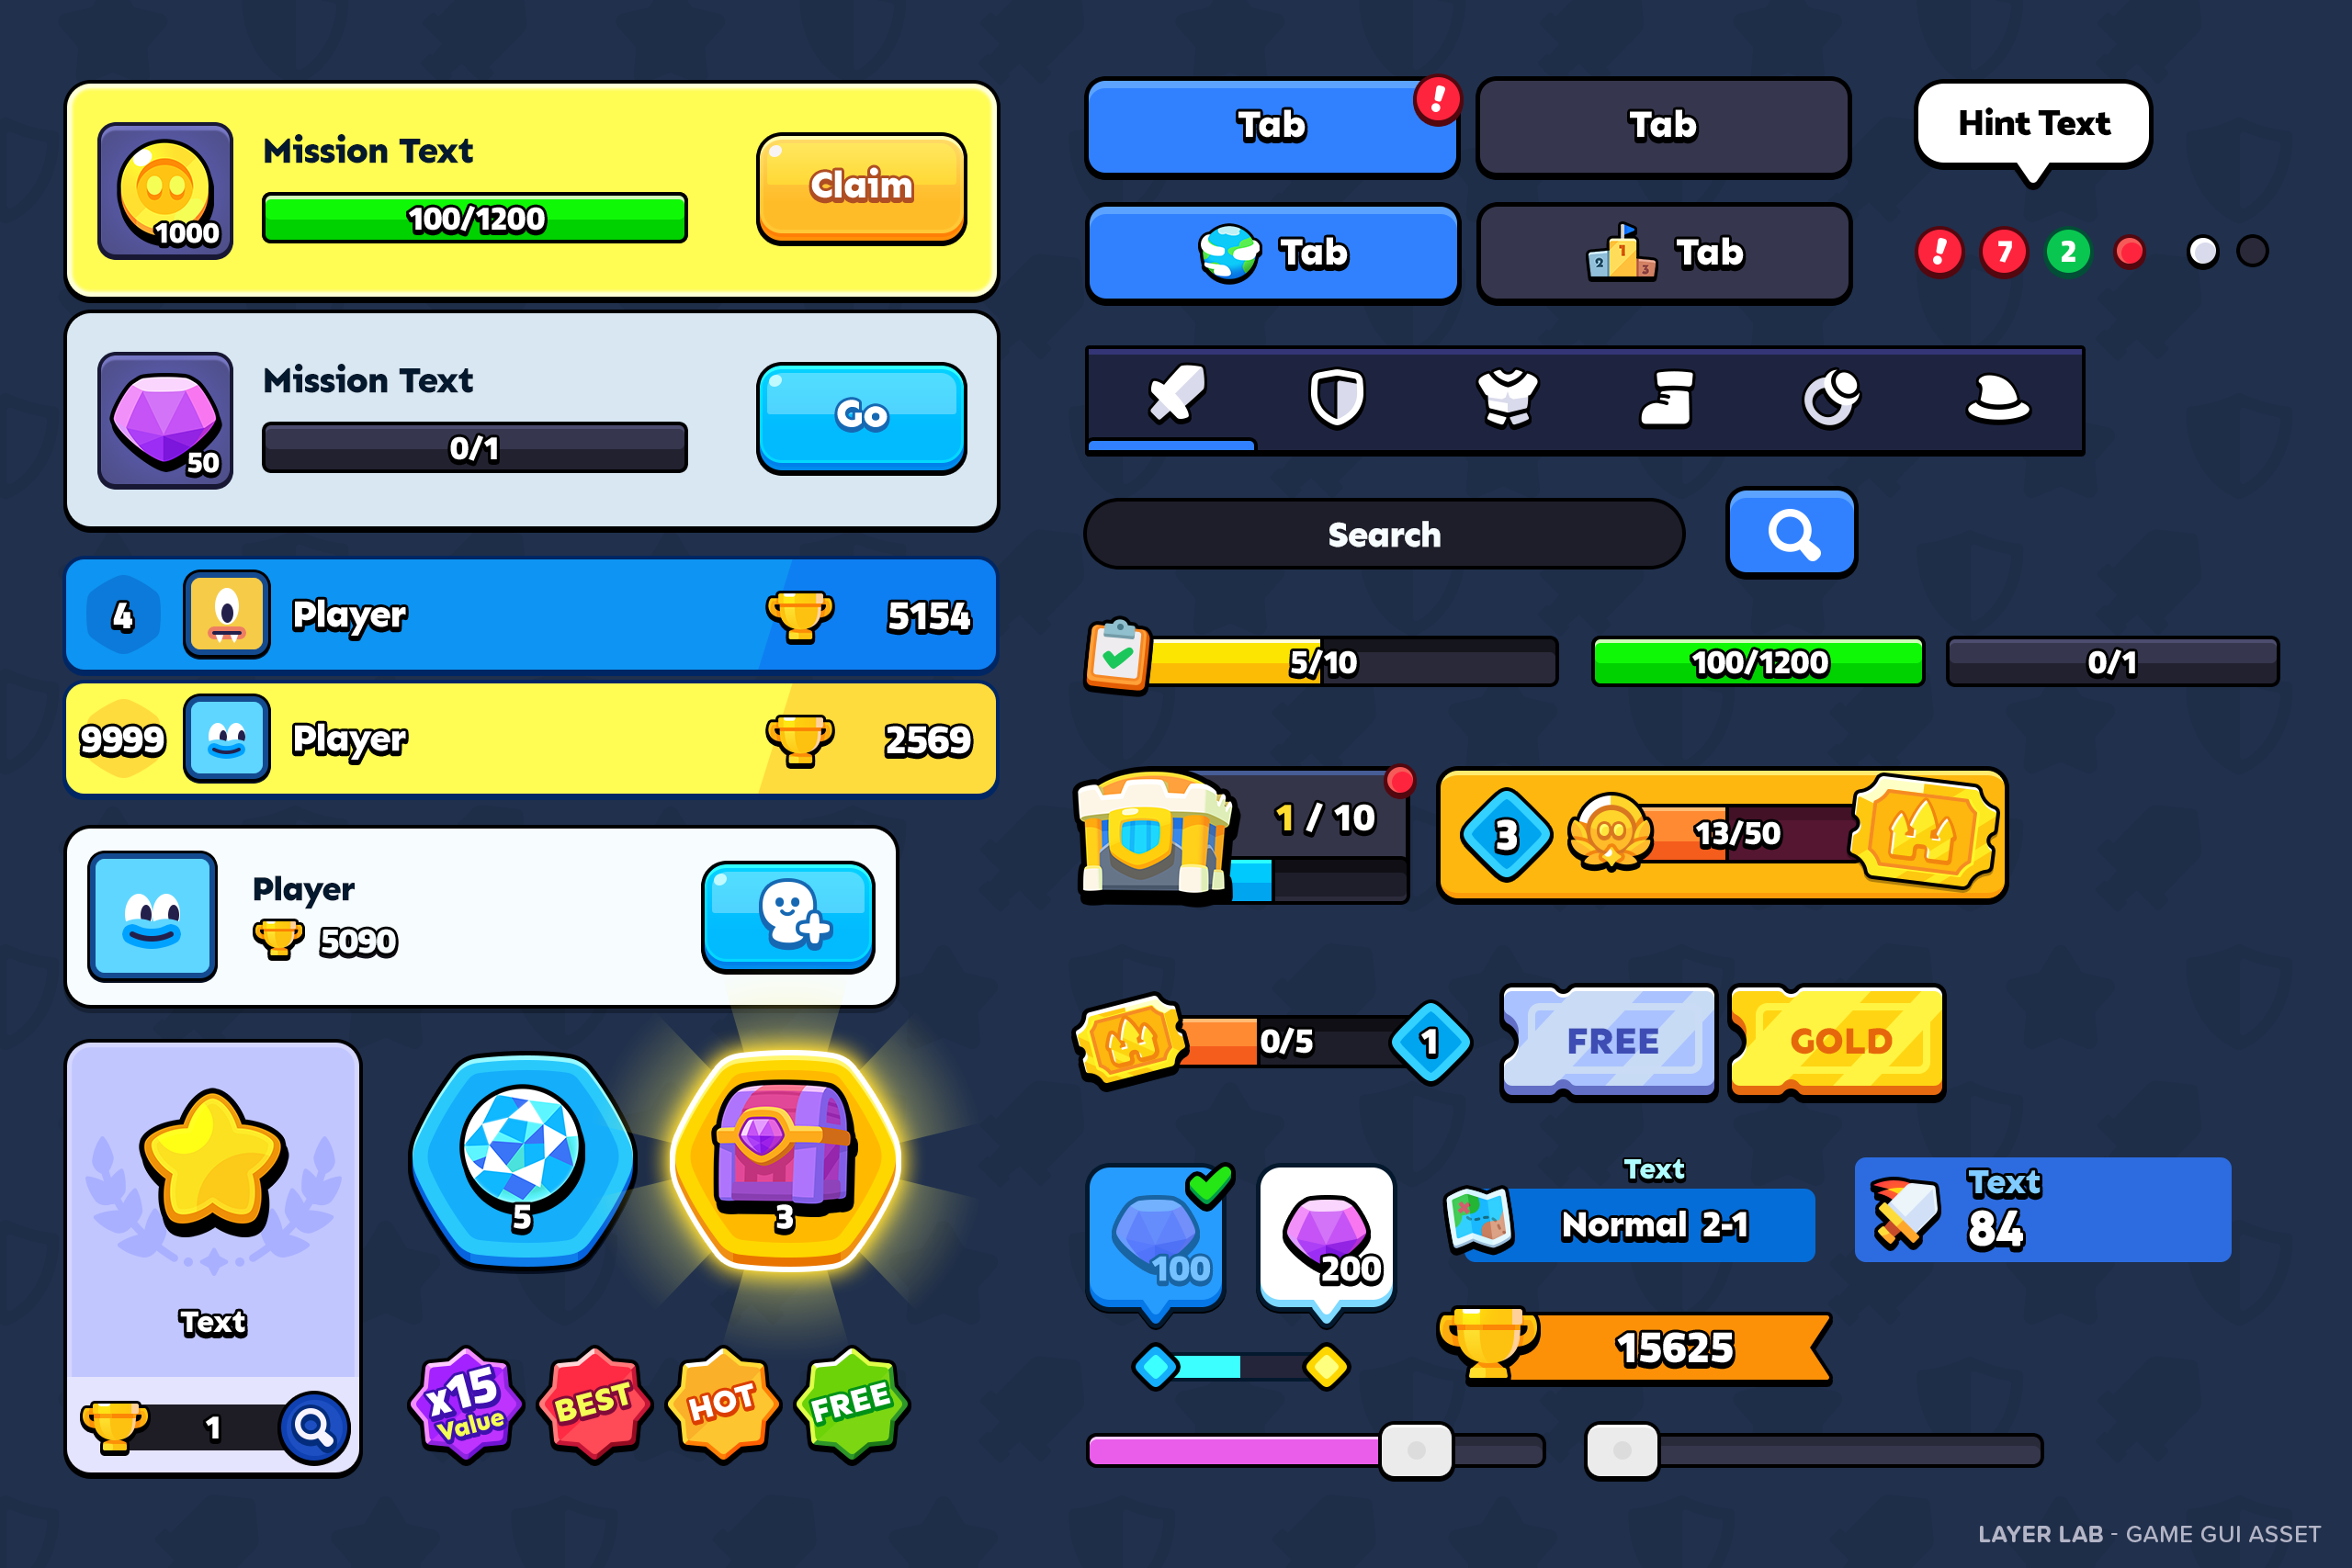 Mission Text
1000
100/1200
Claim
Mission Text
50
0/1
Go
4
Player
5154
9999
Player
2569
Player
5090
Text
1
5
3
x15
Value
BEST
HOT
FREE
Tab
!
Tab
Hint Text
Tab
1
2
3
Tab
!
7
2
Search
5/10
100/1200
0/1
1 / 10
3
13/50
0/5
1
FREE
GOLD
100
200
Text
Normal 2-1
Text
84
15625
LAYER LAB - GAME GUI ASSET